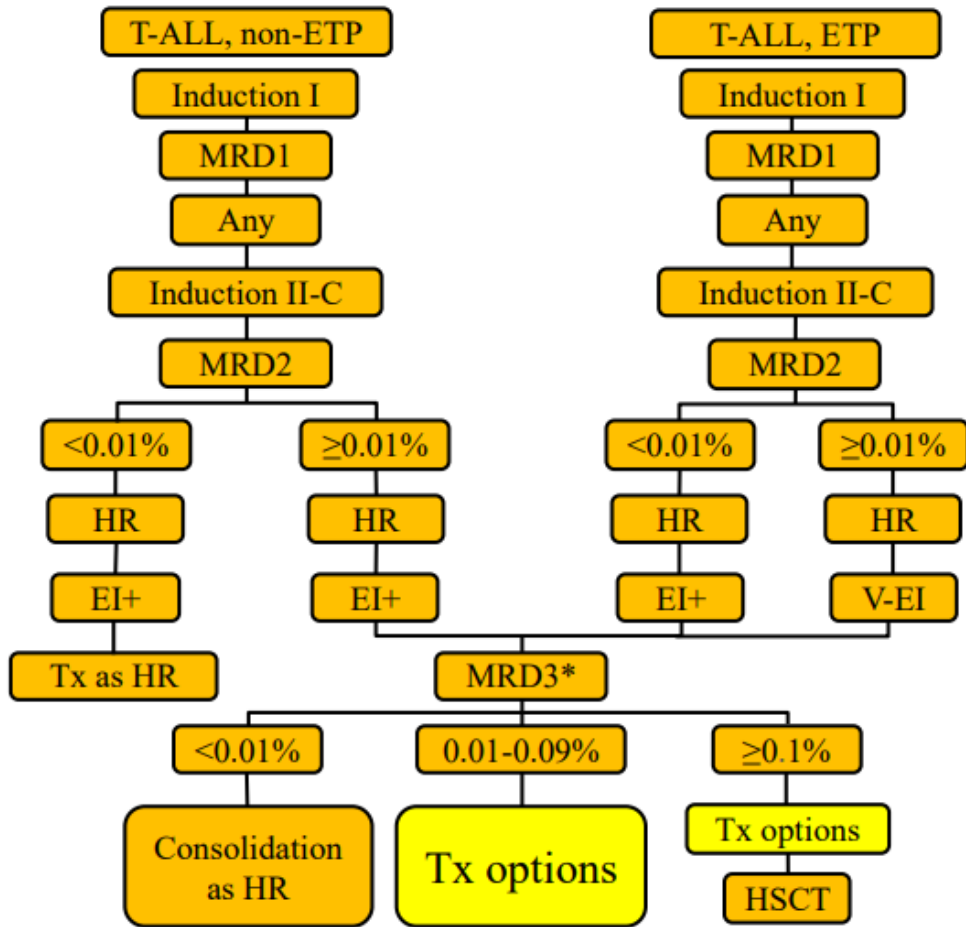 T-ALL, non-ETP
T-ALL, ETP
Induction I
Induction I
MRD1
MRD1
Any
Any
Induction II-C
Induction II-C
MRD2
MRD2
<0.01%
≥0.01%
<0.01%
≥0.01%
HR
HR
HR
HR
EI+
EI+
EI+
V-EI
Tx as HR
MRD3*
<0.01%
0.01-0.09%
≥0.1%
Consolidation
as HR
Tx options
Tx options
HSCT